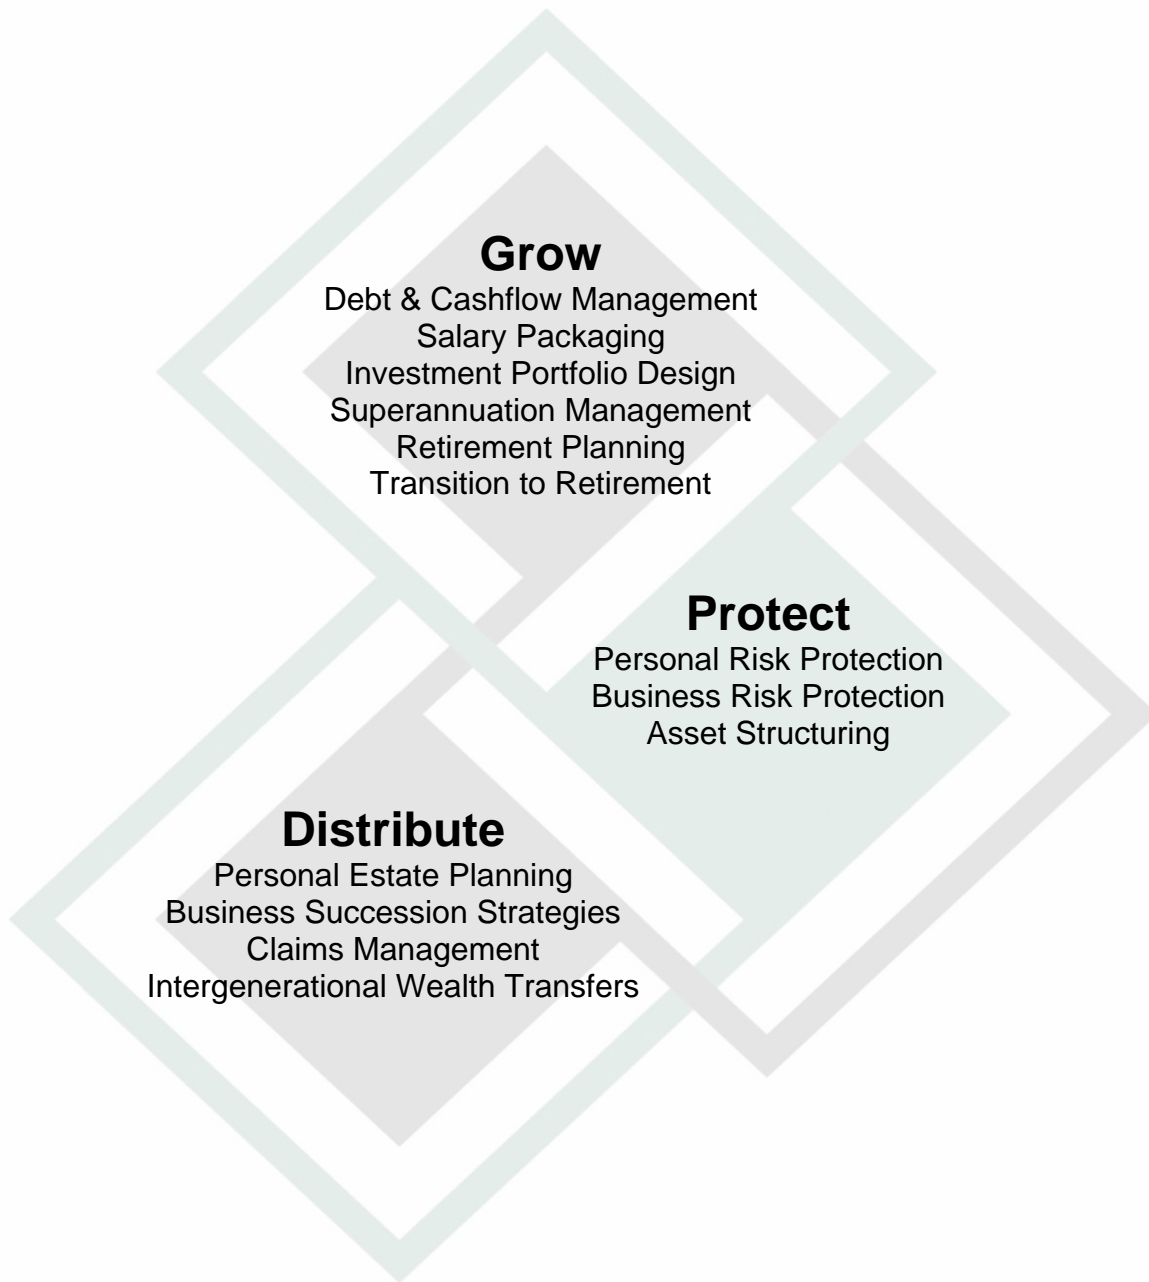 Grow
Debt & Cashflow Management
Salary Packaging
Investment Portfolio Design
Superannuation Management
Retirement Planning
Transition to Retirement
Protect
Personal Risk Protection
Business Risk Protection
Asset Structuring
Distribute
Personal Estate Planning
Business Succession Strategies
Claims Management
Intergenerational Wealth Transfers